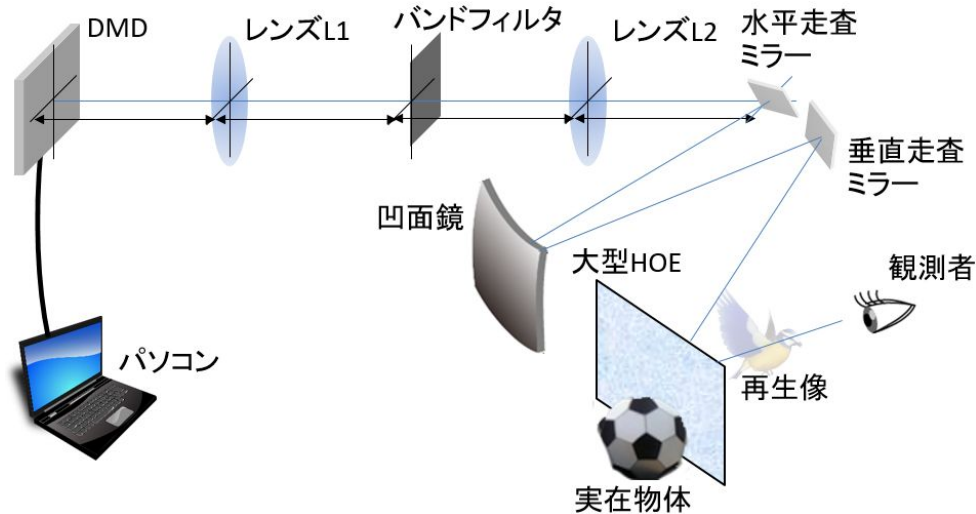 DMD
レンズL1
バンドフィルタ
レンズL2
水平走査
ミラー
垂直走査
ミラー
凹面鏡
大型HOE
観測者
パソコン
再生像
実在物体